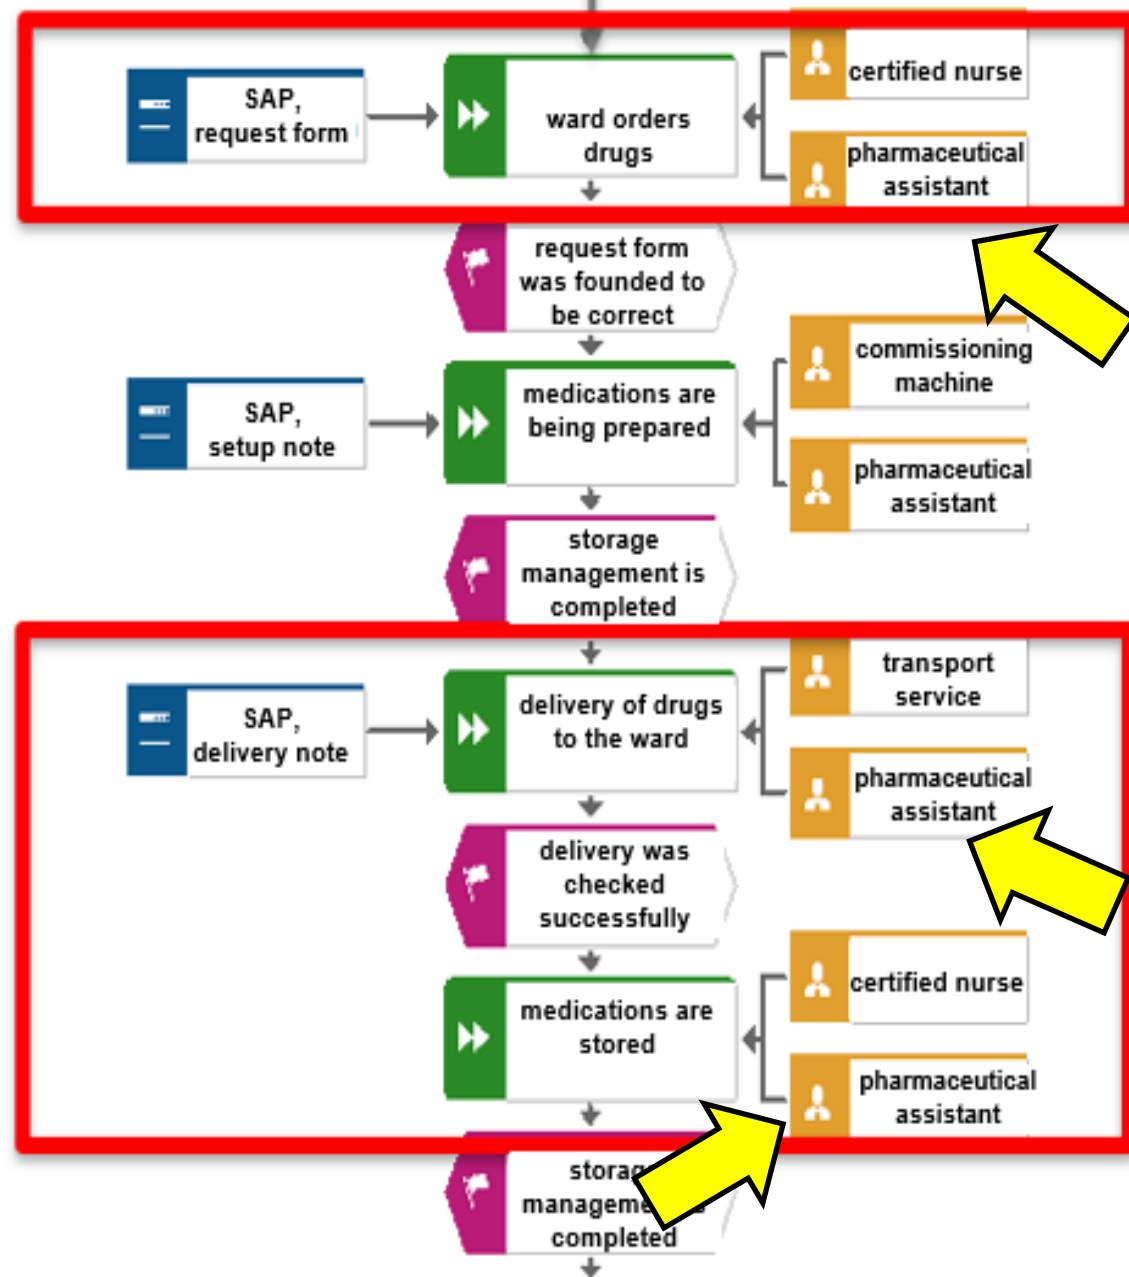 SAP,
request form
ward orders
drugs
certified nurse
pharmaceutical
assistant
request form
was founded to
be correct
SAP,
setup note
medications are
being prepared
commissioning
machine
pharmaceutical
assistant
storage
management is
completed
SAP,
delivery note
delivery of drugs
to the ward
transport
service
pharmaceutical
assistant
delivery was
checked
successfully
medications are
stored
certified nurse
pharmaceutical
assistant
storage
management is
completed